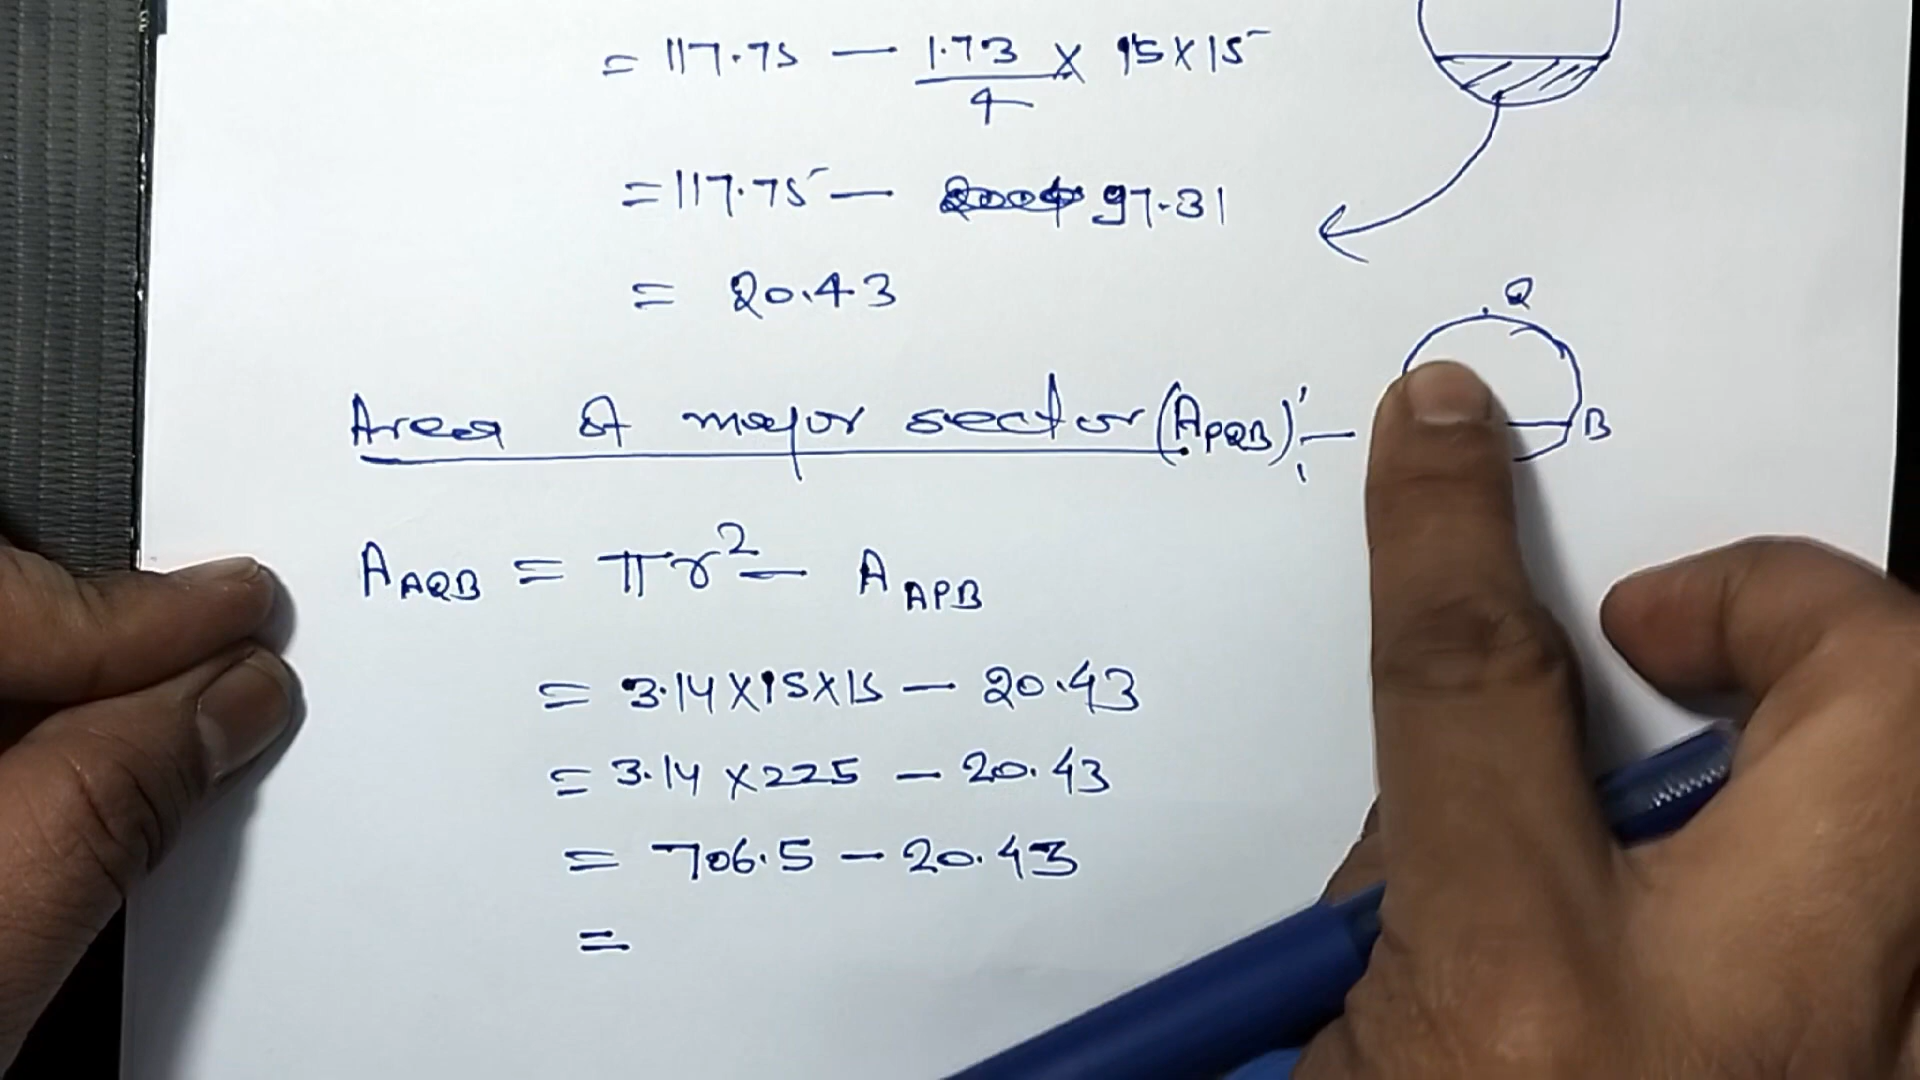 = 117.75 — 1.73/4 × 15×15
= 117.75 — 97.31
= 20.43
Q
Area of major sector (APQB) :—
B
AAQB = πr² — AAPB
= 3.14×15×15 — 20.43
= 3.14 ×225 — 20.43
= 706.5 — 20.43
=